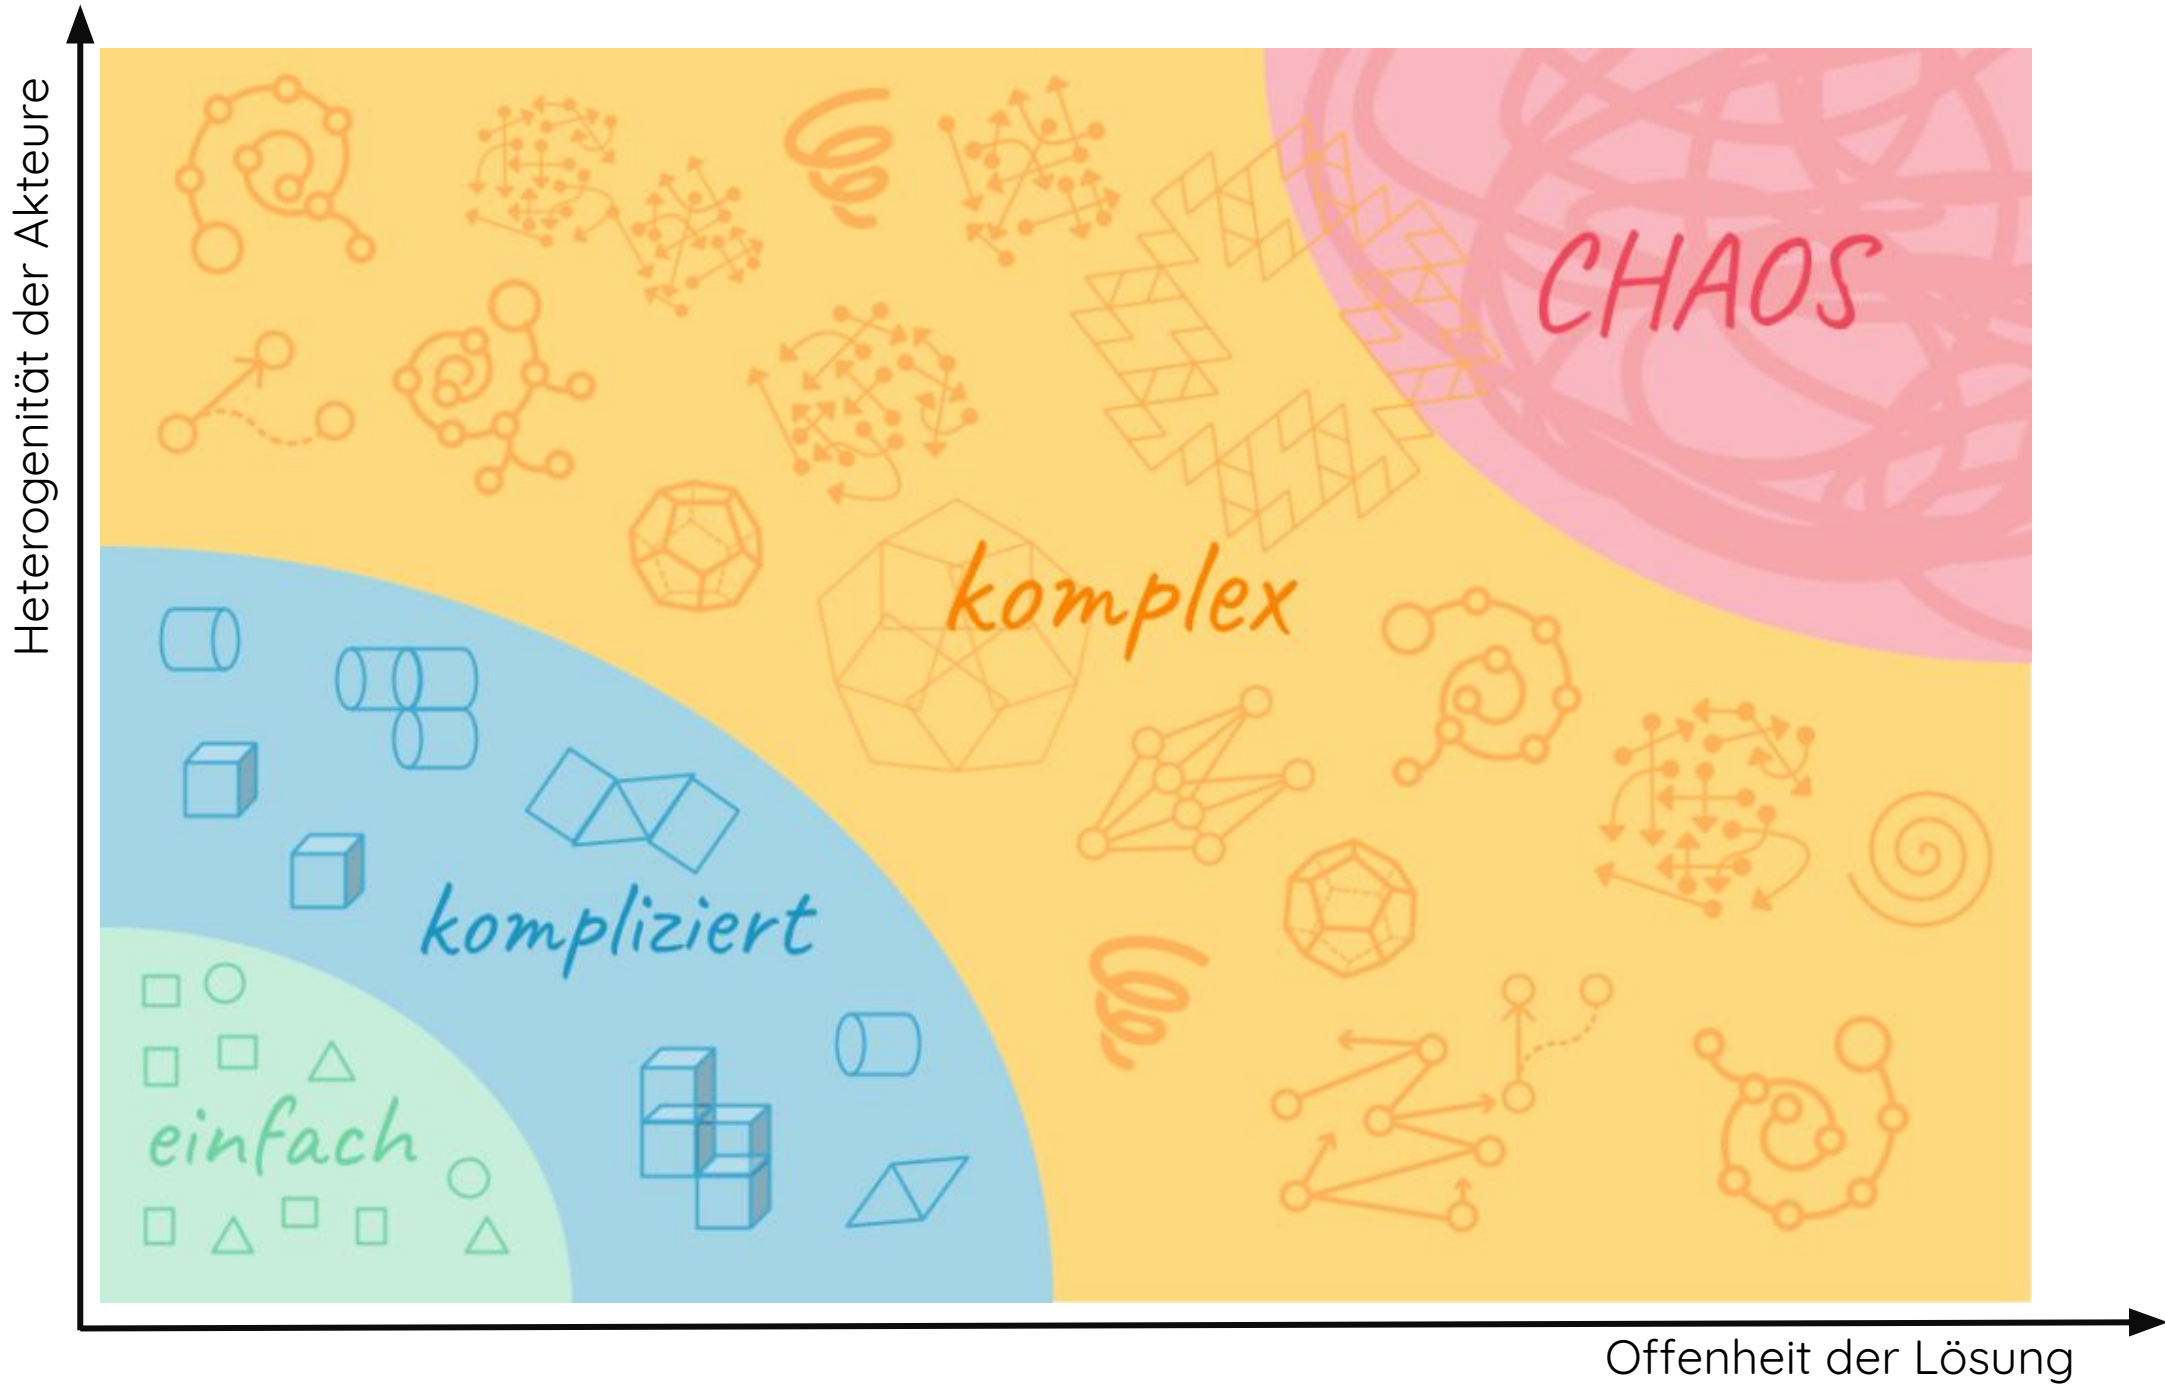 Heterogenität der Akteure
CHAOS
komplex
kompliziert
einfach
Offenheit der Lösung